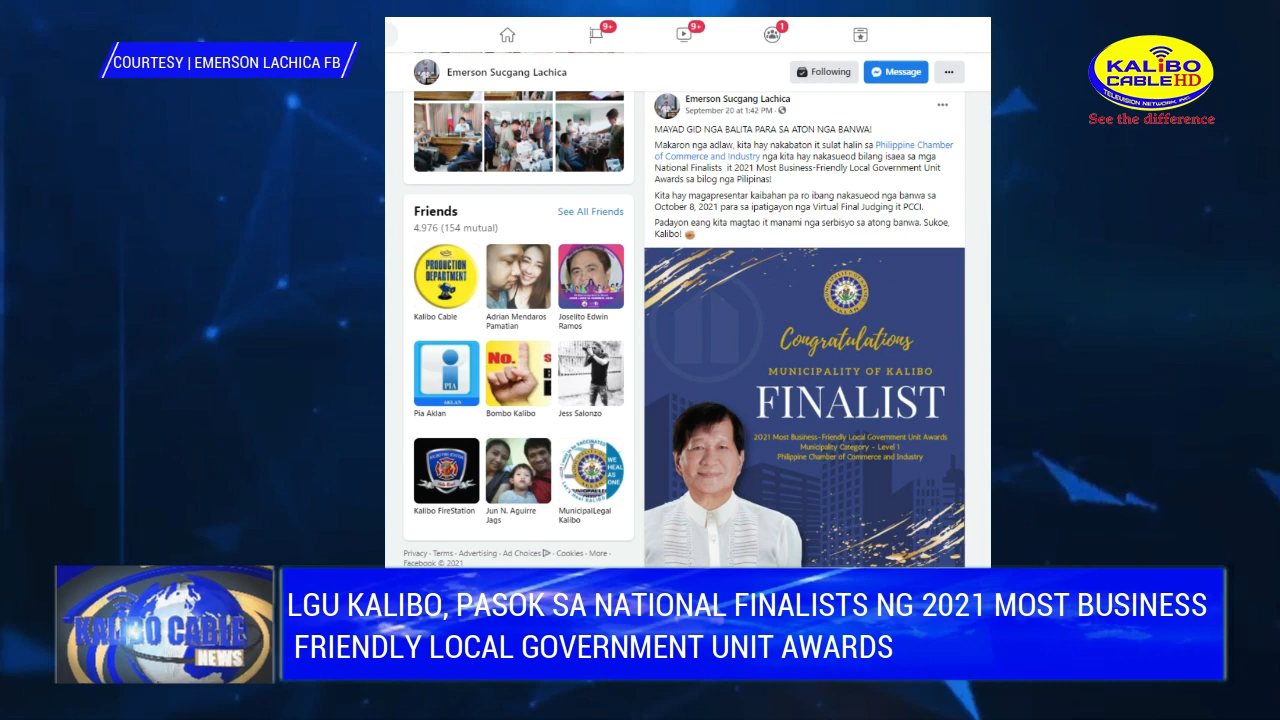 COURTESY | EMERSON LACHICA FB
9+
9+
1
KALiBO
CABLE HD
TELEVISION NETWORK, INC.
See the difference
Emerson Sucgang Lachica
Following
Message
Friends
See All Friends
4,976 (154 mutual)
PRODUCTION
DEPARTMENT
Kalibo Cable
Adrian Mendaros
Pamatian
Joselito Edwin
Ramos
PIA
AKLAN
Pia Aklan
No.
Bombo Kalibo
Jess Salonzo
Kalibo FireStation
Jun N. Aguirre
Jags
WE
HEAL
AS
ONE
MunicipalLegal
Kalibo
Privacy · Terms · Advertising · Ad Choices · Cookies · More ·
Facebook © 2021
Emerson Sucgang Lachica
September 20 at 1:42 PM ·
MAYAD GID NGA BALITA PARA SA ATON NGA BANWA!
Makaron nga adlaw, kita hay nakabaton it sulat halin sa Philippine Chamber
of Commerce and Industry nga kita hay nakasueod bilang isaea sa mga
National Finalists it 2021 Most Business-Friendly Local Government Unit
Awards sa bilog nga Pilipinas!
Kita hay magapresentar kaibahan pa ro ibang nakasueod nga banwa sa
October 8, 2021 para sa ipatigayon nga Virtual Final Judging it PCCI.
Padayon eang kita magtao it manami nga serbisyo sa atong banwa. Sukoe,
Kalibo!
Congratulations
MUNICIPALITY OF KALIBO
FINALIST
2021 Most Business-Friendly Local Government Unit Awards
Municipality Category - Level 1
Philippine Chamber of Commerce and Industry
KALIBO CABLE
NEWS
LGU KALIBO, PASOK SA NATIONAL FINALISTS NG 2021 MOST BUSINESS
FRIENDLY LOCAL GOVERNMENT UNIT AWARDS